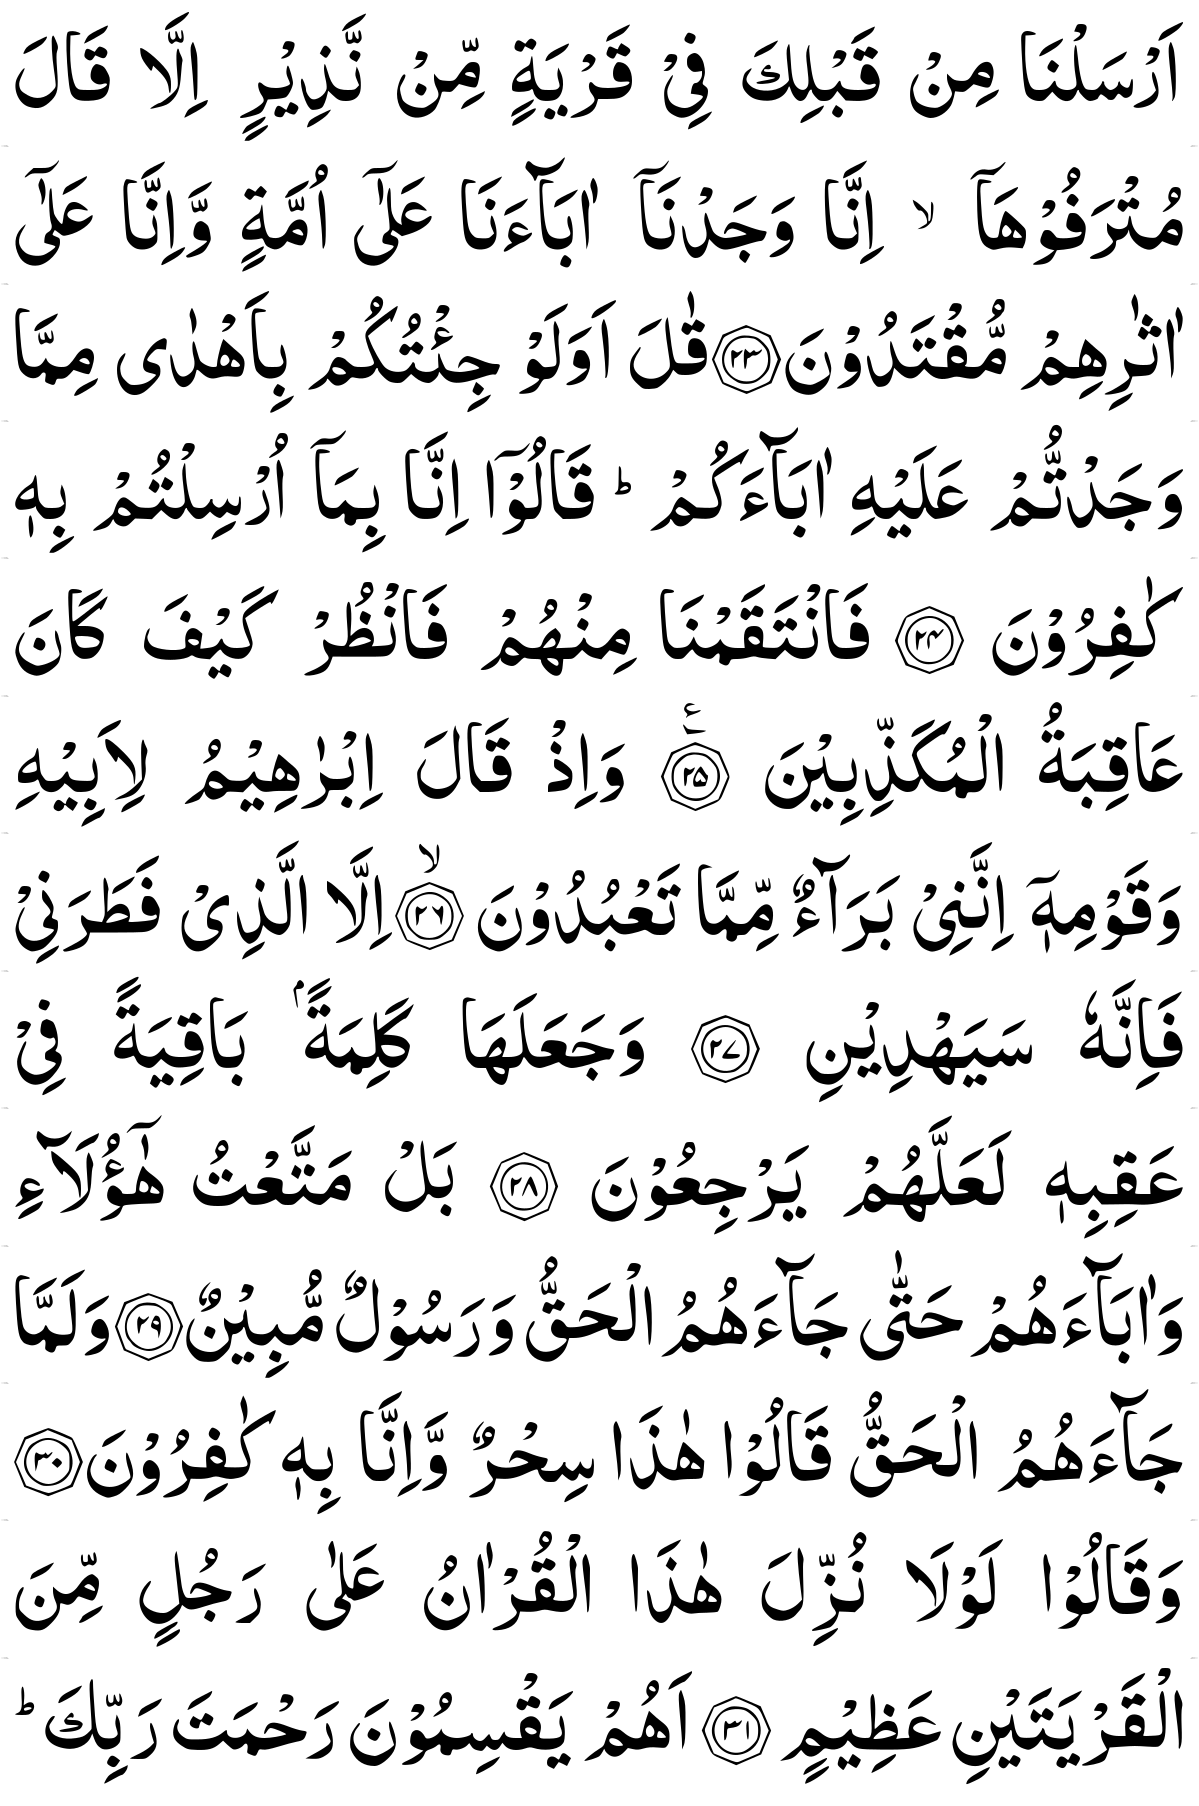 اَرْسَلْنَا مِنْ قَبْلِكَ فِیْ قَرْیَةٍ مِّنْ نَّذِیْرٍ اِلَّا قَالَ
مُتْرَفُوْهَاۤ ۙ اِنَّا وَجَدْنَاۤ اٰبَآءَنَا عَلٰۤی اُمَّةٍ وَّاِنَّا عَلٰۤی
اٰثٰرِهِمْ مُّقْتَدُوْنَ ﴿۲۳﴾ قٰلَ اَوَلَوْ جِئْتُكُمْ بِاَهْدٰی مِمَّا
وَجَدْتُّمْ عَلَیْهِ اٰبَآءَكُمْ ؕ قَالُوْۤا اِنَّا بِمَاۤ اُرْسِلْتُمْ بِهٖ
كٰفِرُوْنَ ﴿۲۴﴾ فَانْتَقَمْنَا مِنْهُمْ فَانْظُرْ كَیْفَ كَانَ
عَاقِبَةُ الْمُكَذِّبِیْنَ ﴿۲۵﴾ ۠ وَاِذْ قَالَ اِبْرٰهِیْمُ لِاَبِیْهِ
وَقَوْمِهٖۤ اِنَّنِیْ بَرَآءٌ مِّمَّا تَعْبُدُوْنَ ﴿۲۶﴾ ۙ اِلَّا الَّذِیْ فَطَرَنِیْ
فَاِنَّهٗ سَیَهْدِیْنِ ﴿۲۷﴾ وَجَعَلَهَا كَلِمَةًۢ بَاقِیَةً فِیْ
عَقِبِهٖ لَعَلَّهُمْ یَرْجِعُوْنَ ﴿۲۸﴾ بَلْ مَتَّعْتُ هٰۤؤُلَآءِ
وَاٰبَآءَهُمْ حَتّٰی جَآءَهُمُ الْحَقُّ وَرَسُوْلٌ مُّبِیْنٌ ﴿۲۹﴾ وَلَمَّا
جَآءَهُمُ الْحَقُّ قَالُوْا هٰذَا سِحْرٌ وَّاِنَّا بِهٖ كٰفِرُوْنَ ﴿۳۰﴾
وَقَالُوْا لَوْلَا نُزِّلَ هٰذَا الْقُرْاٰنُ عَلٰی رَجُلٍ مِّنَ
الْقَرْیَتَیْنِ عَظِیْمٍ ﴿۳۱﴾ اَهُمْ یَقْسِمُوْنَ رَحْمَتَ رَبِّكَ ؕ